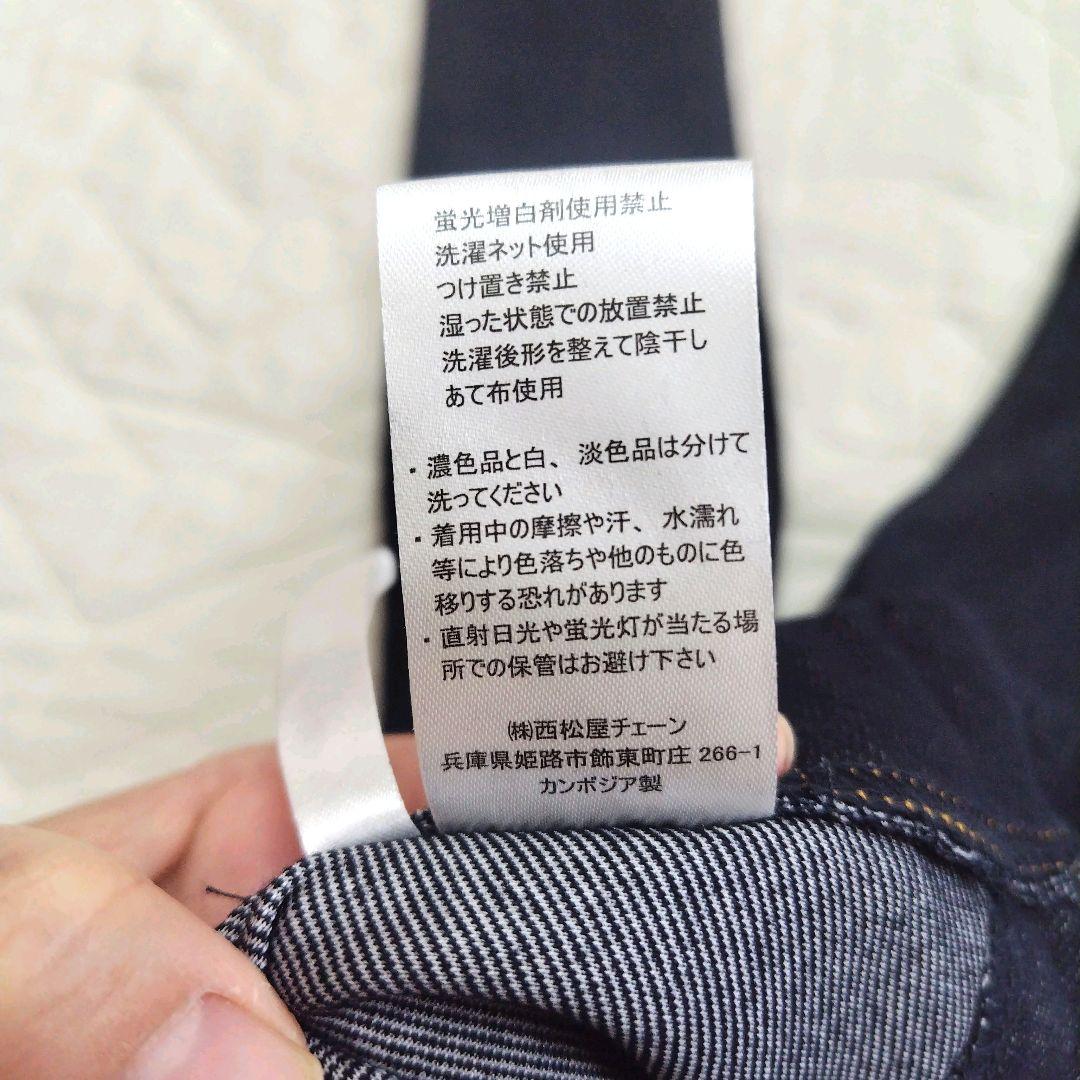 蛍光増白剤使用禁止
洗濯ネット使用
つけ置き禁止
湿った状態での放置禁止
洗濯後形を整えて陰干し
あて布使用
・濃色品と白、淡色品は分けて
洗ってください
・着用中の摩擦や汗、水濡れ
等により色落ちや他のものに色
移りする恐れがあります
・直射日光や蛍光灯が当たる場
所での保管はお避け下さい
㈱西松屋チェーン
兵庫県姫路市飾東町庄 266-1
カンボジア製